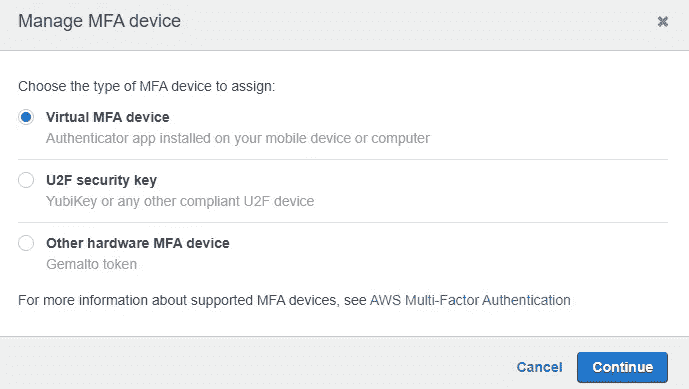 Manage MFA device
Choose the type of MFA device to assign:
Virtual MFA device
Authenticator app installed on your mobile device or computer
U2F security key
YubiKey or any other compliant U2F device
Other hardware MFA device
Gemalto token
For more information about supported MFA devices, see AWS Multi-Factor Authentication
Cancel Continue